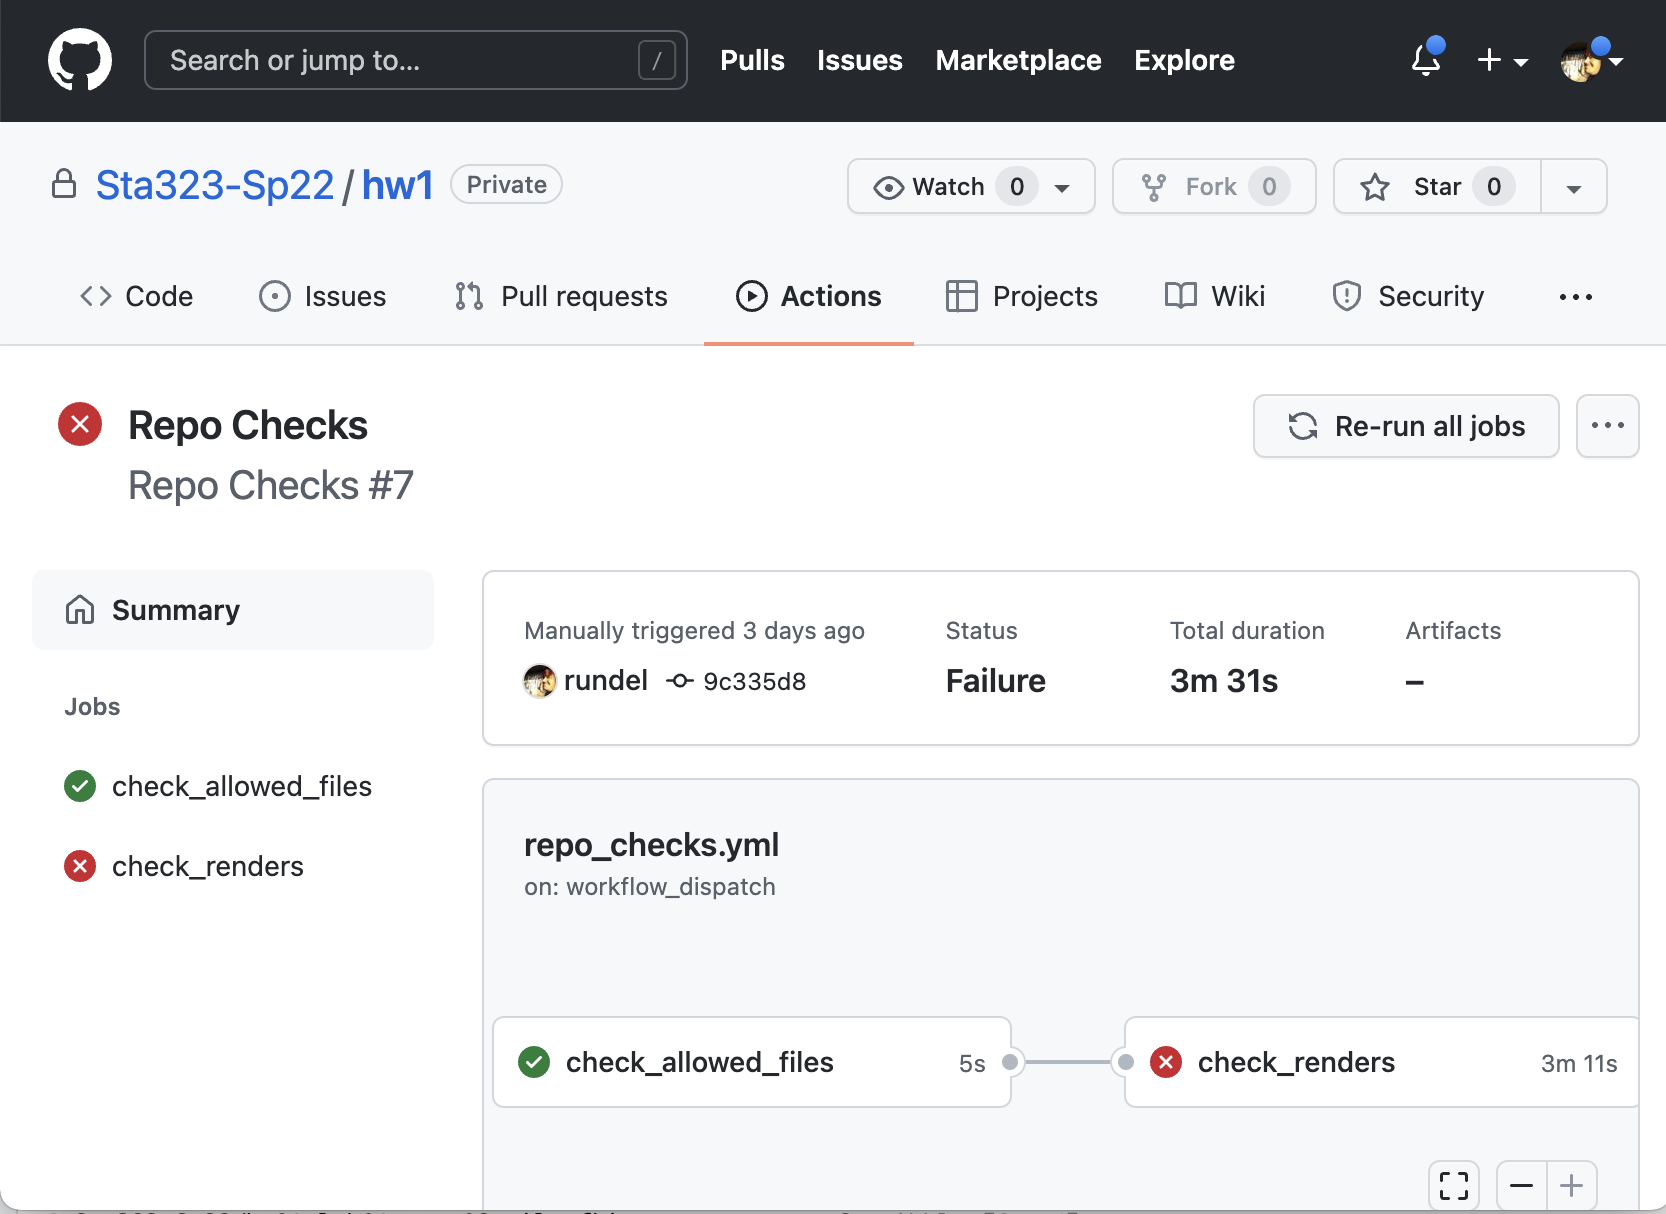 Search or jump to... / Pulls Issues Marketplace Explore
Sta323-Sp22 / hw1 Private Watch 0 Fork 0 Star 0
Code Issues Pull requests Actions Projects Wiki Security
Repo Checks Re-run all jobs
Repo Checks #7
Summary
Jobs
check_allowed_files
check_renders
Manually triggered 3 days ago Status Total duration Artifacts
rundel 9c335d8 Failure 3m 31s –
repo_checks.yml
on: workflow_dispatch
check_allowed_files 5s check_renders 3m 11s